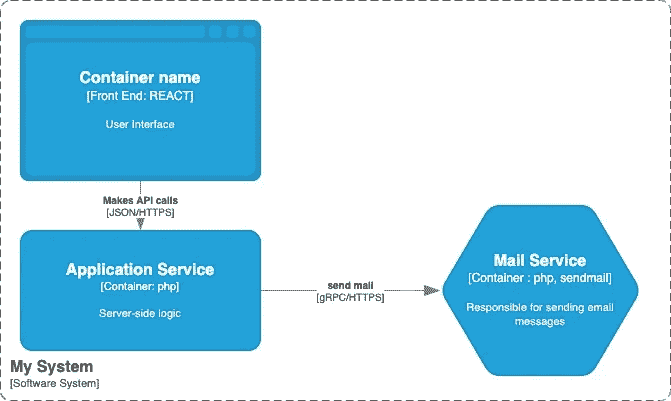 Container name
[Front End: REACT]
User Interface
Makes API calls
[JSON/HTTPS]
Application Service
[Container: php]
Server-side logic
send mail
[gRPC/HTTPS]
Mail Service
[Container : php, sendmail]
Responsible for sending email
messages
My System
[Software System]